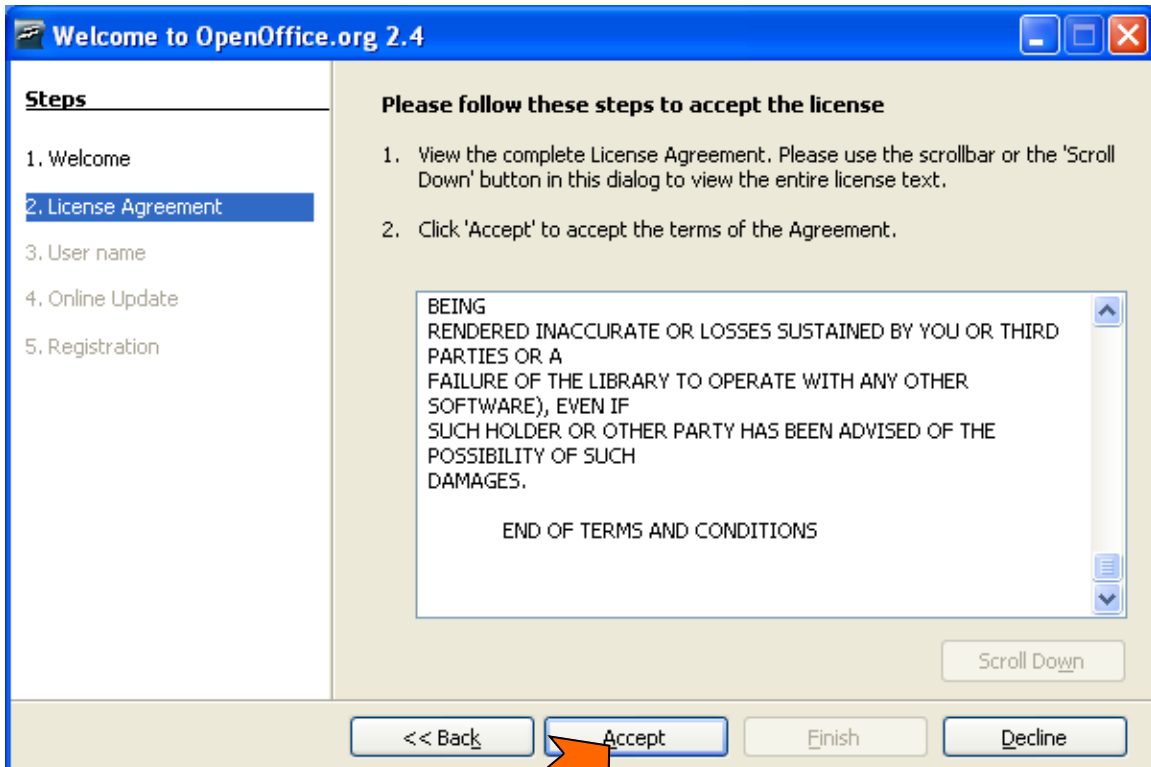 Welcome to OpenOffice.org 2.4
Steps
1. Welcome
2. License Agreement
3. User name
4. Online Update
5. Registration
Please follow these steps to accept the license
1. View the complete License Agreement. Please use the scrollbar or the 'Scroll
Down' button in this dialog to view the entire license text.
2. Click 'Accept' to accept the terms of the Agreement.
BEING
RENDERED INACCURATE OR LOSSES SUSTAINED BY YOU OR THIRD
PARTIES OR A
FAILURE OF THE LIBRARY TO OPERATE WITH ANY OTHER
SOFTWARE), EVEN IF
SUCH HOLDER OR OTHER PARTY HAS BEEN ADVISED OF THE
POSSIBILITY OF SUCH
DAMAGES.
END OF TERMS AND CONDITIONS
Scroll Down
<< Back Accept Finish Decline